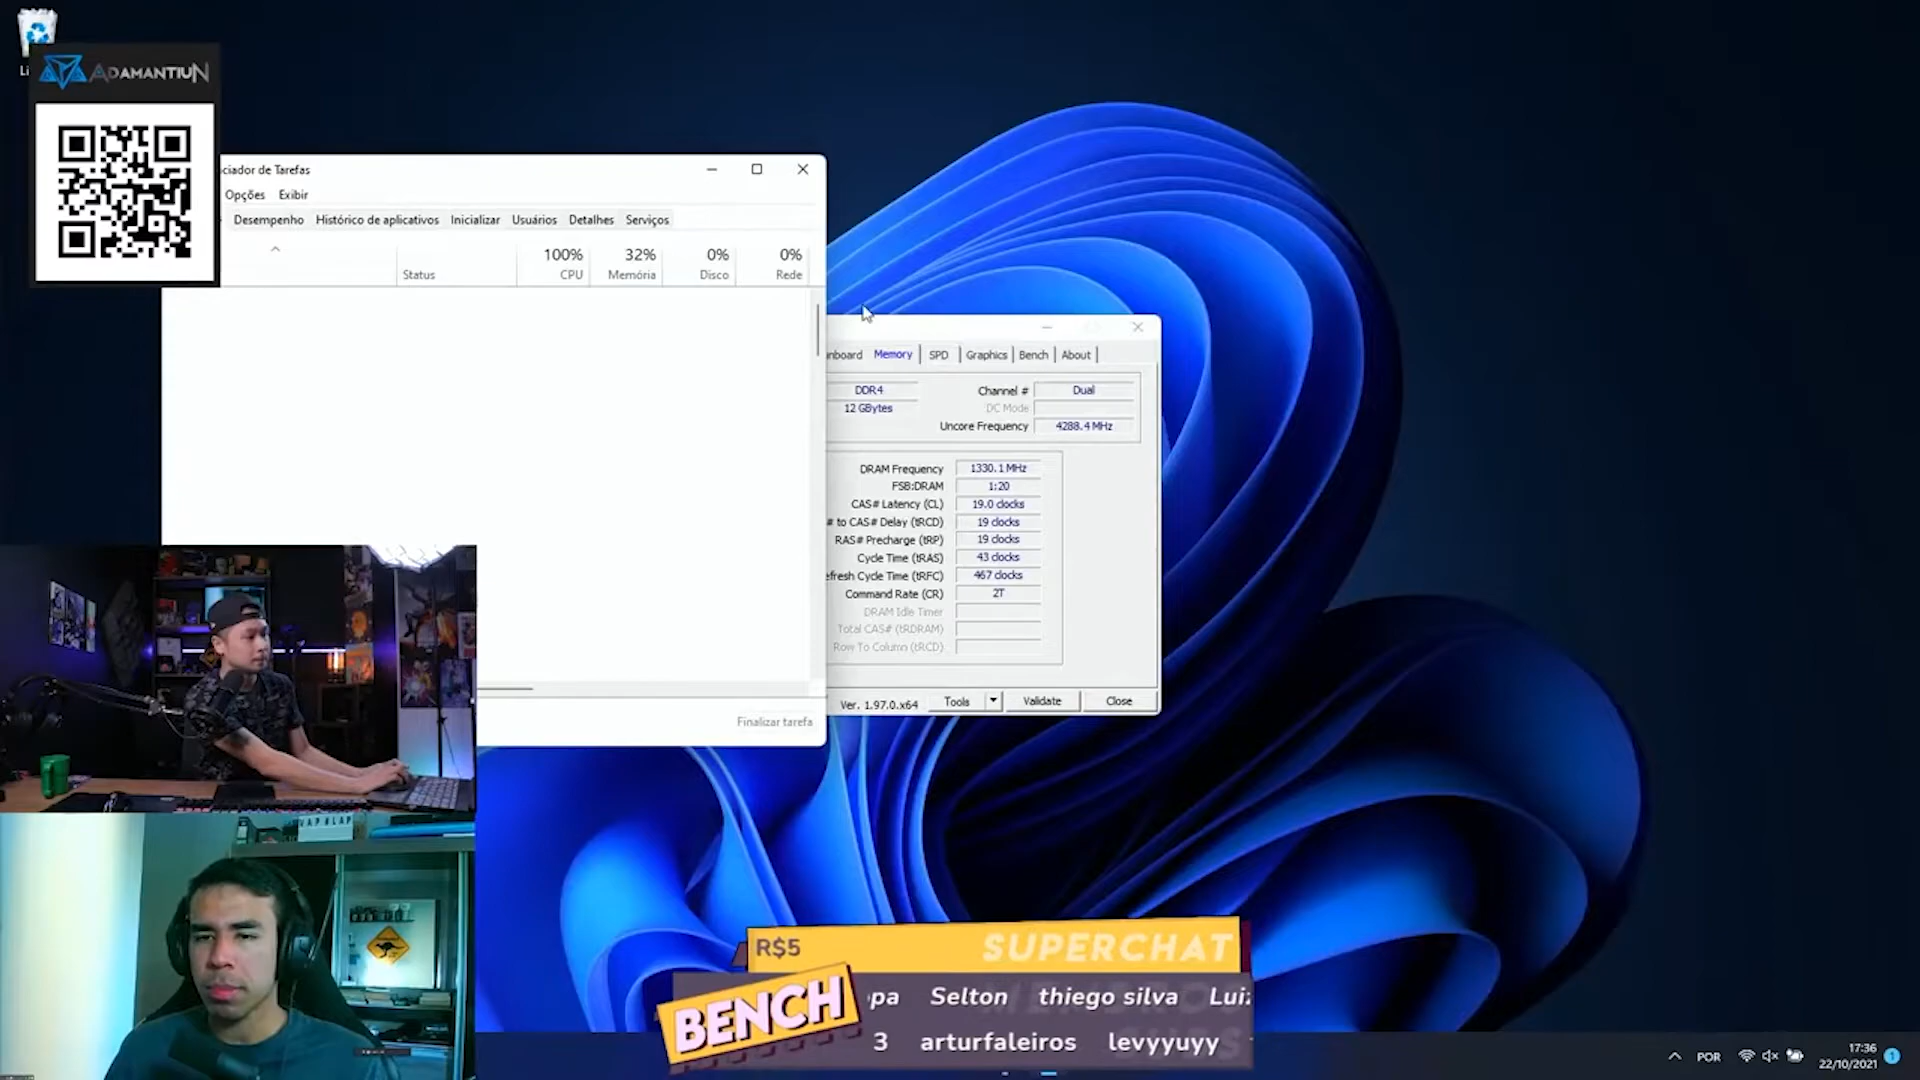 ADAMANTIUN
ciador de Tarefas
Opções Exibir
Desempenho Histórico de aplicativos Inicializar Usuários Detalhes Serviços
100% 32% 0% 0%
Status CPU Memória Disco Rede
Finalizar tarefa
nboard Memory SPD Graphics Bench About
DDR4 Channel # Dual
12 GBytes DC Mode
Uncore Frequency 4288.4 MHz
DRAM Frequency 1330.1 MHz
FSB:DRAM 1:20
CAS# Latency (CL) 19.0 clocks
# to CAS# Delay (tRCD) 19 clocks
RAS# Precharge (tRP) 19 clocks
Cycle Time (tRAS) 43 clocks
efresh Cycle Time (tRFC) 467 clocks
Command Rate (CR) 2T
DRAM Idle Timer
Total CAS# (tRDRAM)
Row To Column (tRCD)
Ver. 1.97.0.x64 Tools Validate Close
R$5 SUPERCHAT
BENCH
pa Selton thiego silva Luiz
3 arturfaleiros levyyuyy
POR
17:36
22/10/2021
1